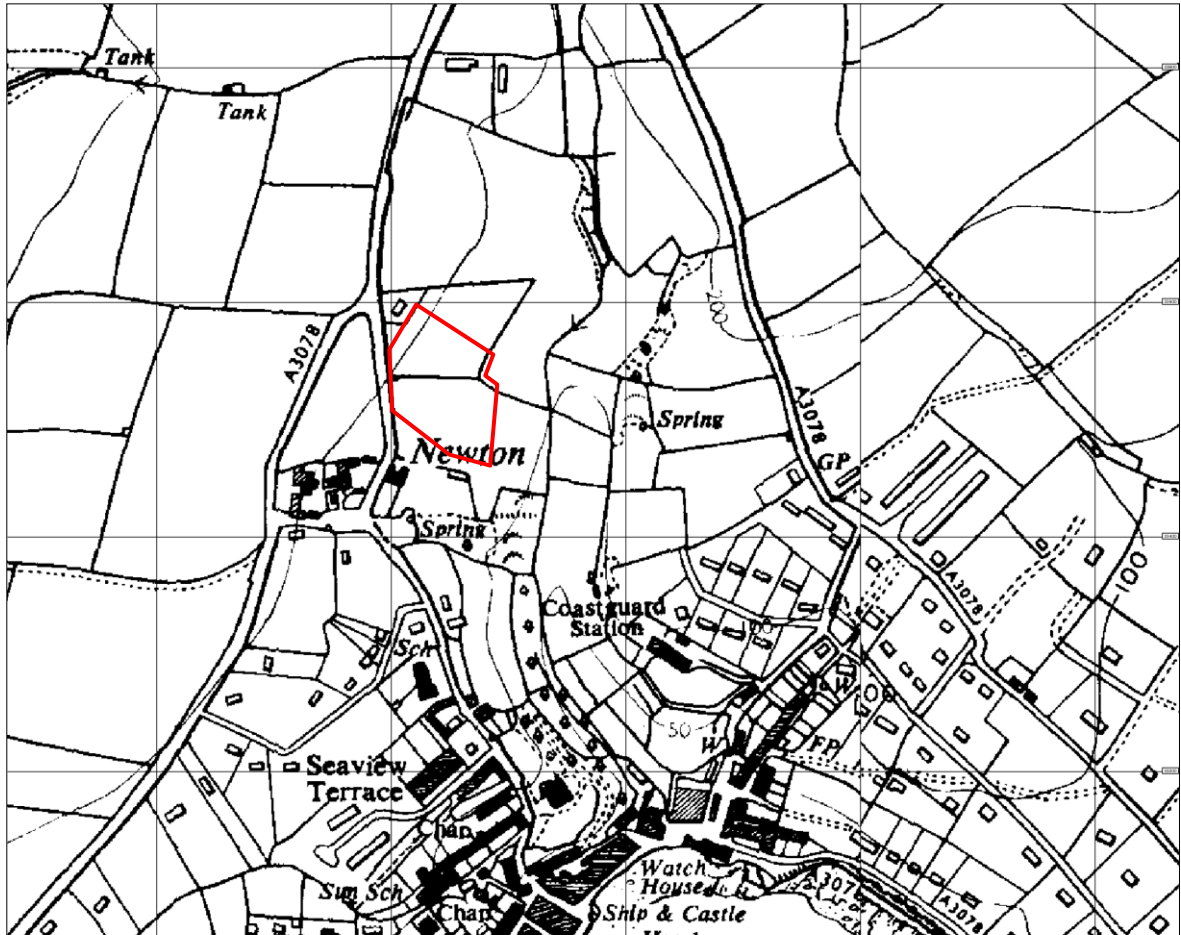 Tank
Tank
A3078
200
Newton
Spring
A3078
GP
Spring
100
Coastguard
Station
A3078
Sch
W
50
W
FP
Seaview
Terrace
Chap
Sun Sch
Chap
Watch
House
Ship & Castle
A3078